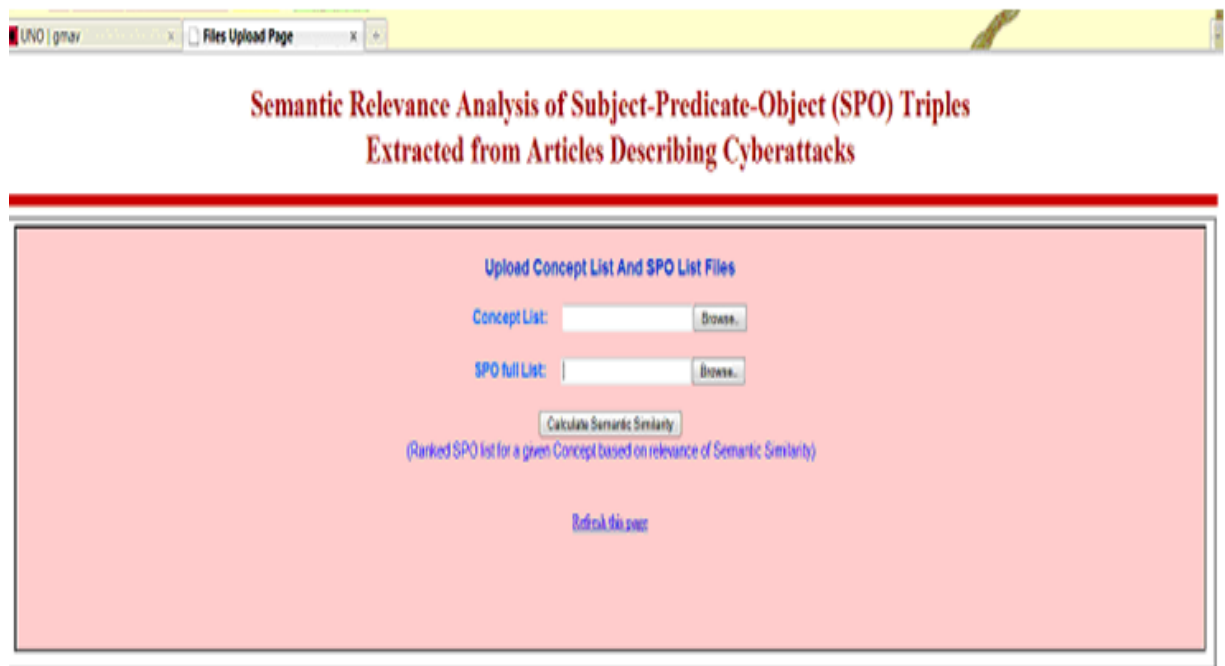 UNO | gmav x Files Upload Page x +
Semantic Relevance Analysis of Subject-Predicate-Object (SPO) Triples
Extracted from Articles Describing Cyberattacks
Upload Concept List And SPO List Files
Concept List: Browse..
SPO full List: Browse..
Calculate Semantic Similarity
(Ranked SPO list for a given Concept based on relevance of Semantic Similarity)
Refresh this page